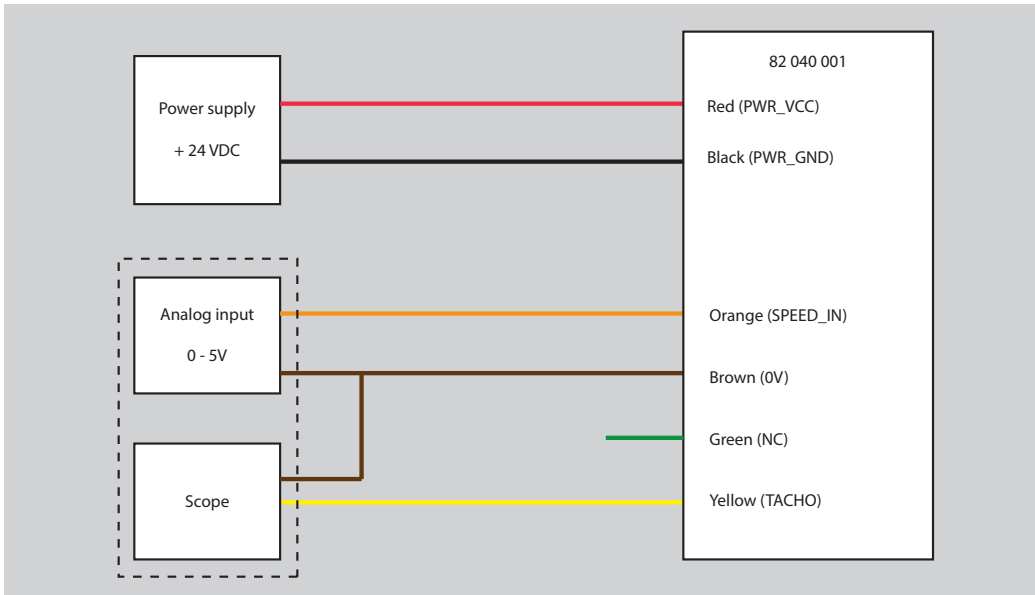 82 040 001
Power supply
+ 24 VDC
Red (PWR_VCC)
Black (PWR_GND)
Analog input
0 - 5V
Orange (SPEED_IN)
Brown (0V)
Green (NC)
Scope
Yellow (TACHO)